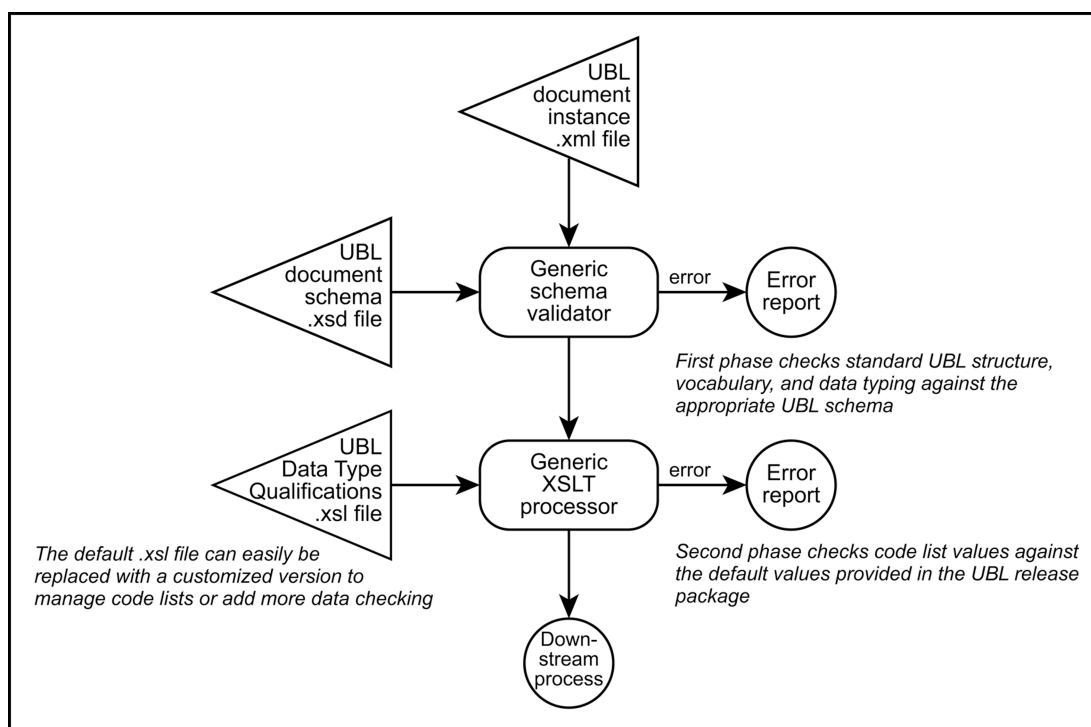 UBL
document
instance
.xml file
UBL
document
schema
.xsd file
Generic
schema
validator
error
Error
report
First phase checks standard UBL structure,
vocabulary, and data typing against the
appropriate UBL schema
UBL
Data Type
Qualifications
.xsl file
Generic
XSLT
processor
error
Error
report
The default .xsl file can easily be
replaced with a customized version to
manage code lists or add more data checking
Second phase checks code list values against
the default values provided in the UBL release
package
Down-
stream
process